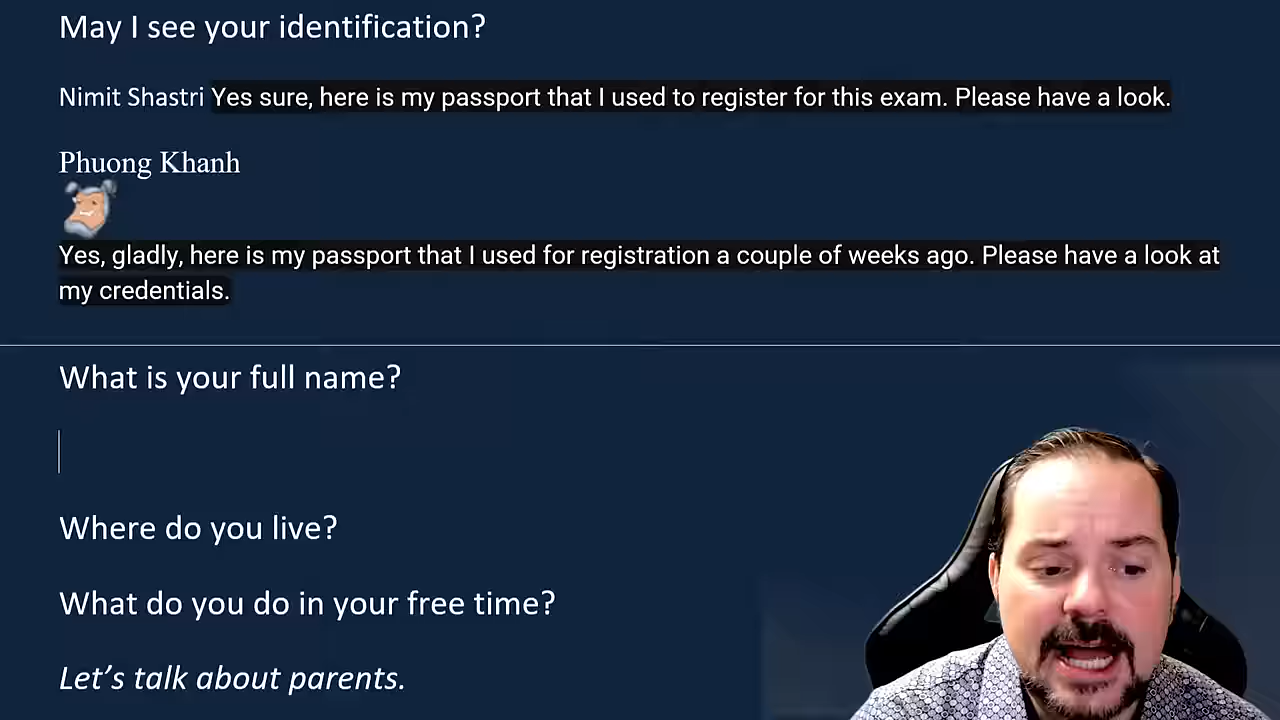 May I see your identification?
Nimit Shastri Yes sure, here is my passport that I used to register for this exam. Please have a look.
Phuong Khanh
Yes, gladly, here is my passport that I used for registration a couple of weeks ago. Please have a look at
my credentials.
What is your full name?
Where do you live?
What do you do in your free time?
Let’s talk about parents.